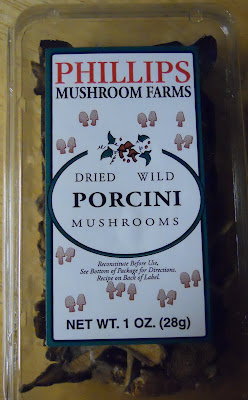 PHILLIPS
MUSHROOM FARMS
DRIED WILD
PORCINI
MUSHROOMS
Reconstitute Before Use,
See Bottom of Package for Directions.
Recipe on Back of Label.
NET WT. 1 OZ. (28g)